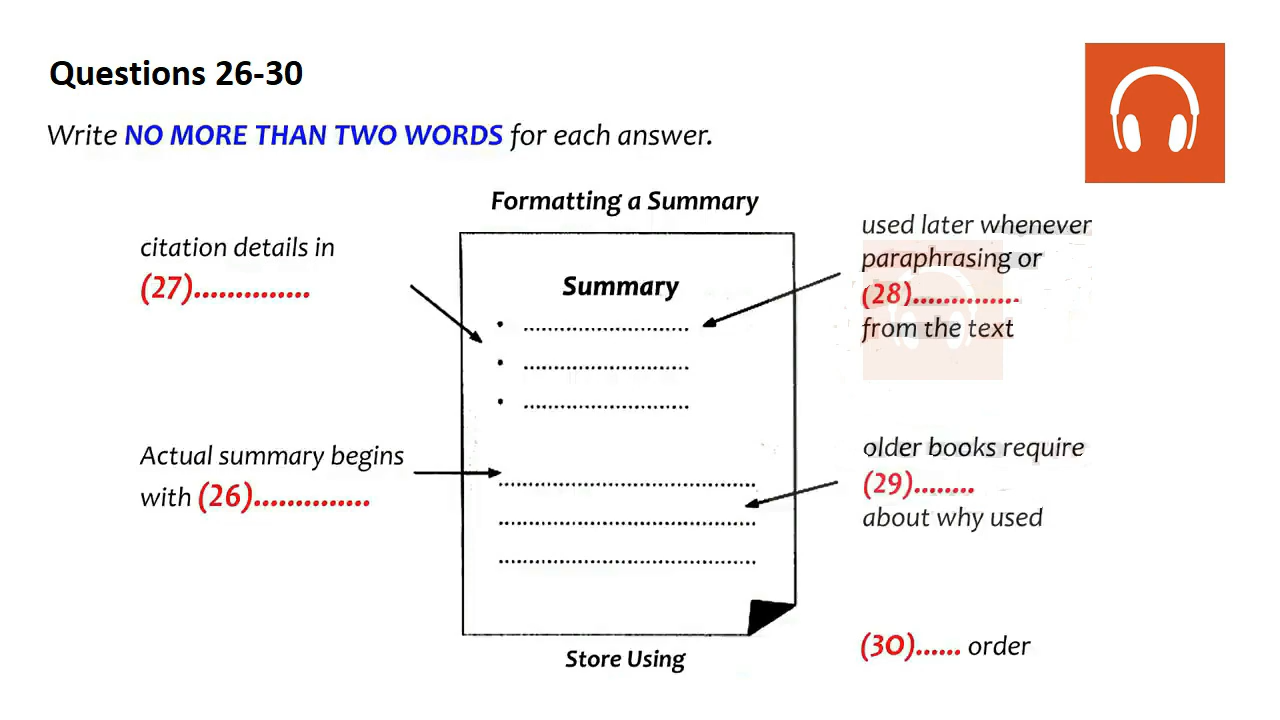 Questions 26-30
Write NO MORE THAN TWO WORDS for each answer.
Formatting a Summary
citation details in
(27)..............
used later whenever
paraphrasing or
(28)..............
from the text
Summary
• ............................
• ............................
• ............................
Actual summary begins
with (26)..............
older books require
(29)........
about why used
...........................................
...........................................
...........................................
(30)...... order
Store Using